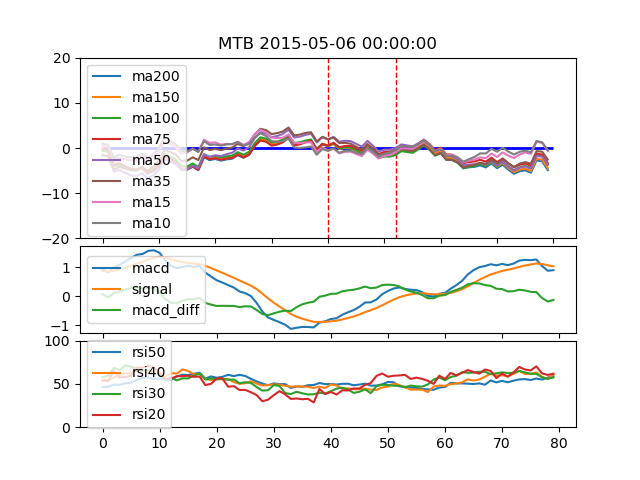 MTB 2015-05-06 00:00:00
20
10
0
−10
−20
ma200
ma150
ma100
ma75
ma50
ma35
ma15
ma10
1
0
−1
macd
signal
macd_diff
100
50
0
rsi50
rsi40
rsi30
rsi20
0 10 20 30 40 50 60 70 80